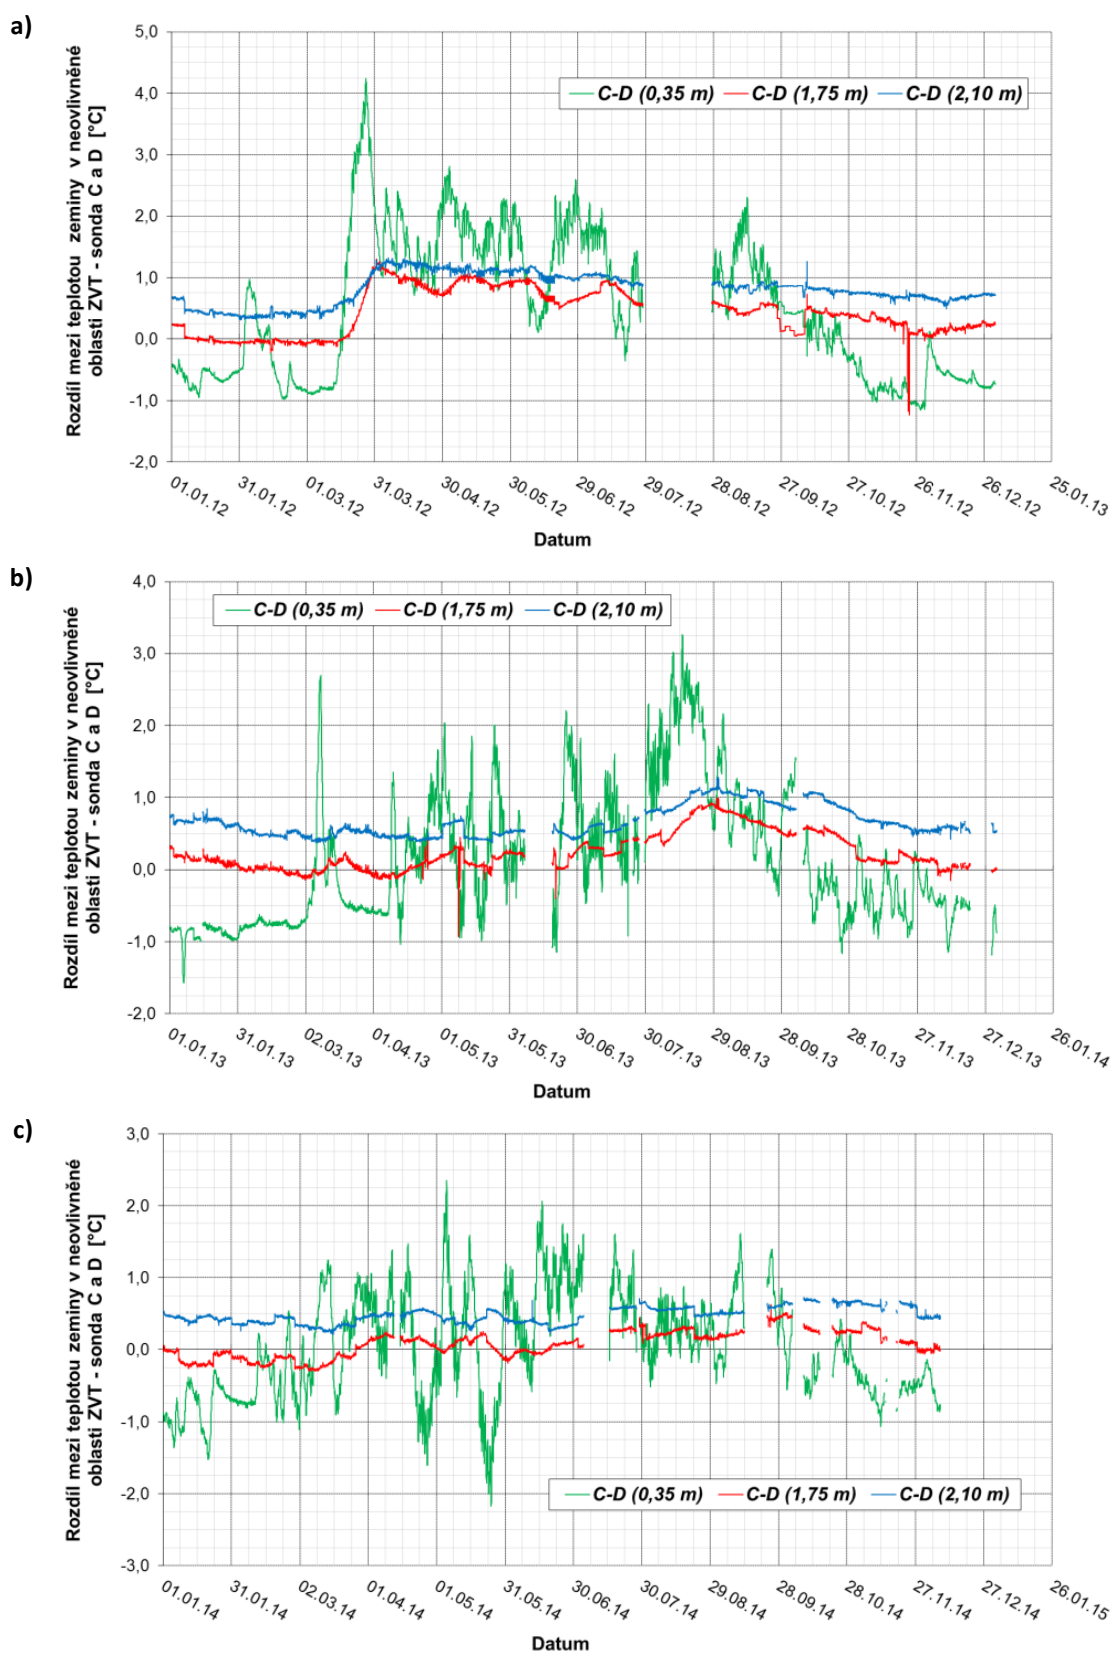 a)
Rozdíl mezi teplotou zeminy v neovlivněné
oblasti ZVT - sonda C a D [°C]
5,0
4,0
3,0
2,0
1,0
0,0
-1,0
-2,0
C-D (0,35 m) C-D (1,75 m) C-D (2,10 m)
01.01.12 31.01.12 01.03.12 31.03.12 30.04.12 30.05.12 29.06.12 29.07.12 28.08.12 27.09.12 27.10.12 26.11.12 26.12.12 25.01.13
Datum
b)
Rozdíl mezi teplotou zeminy v neovlivněné
oblasti ZVT - sonda C a D [°C]
4,0
3,0
2,0
1,0
0,0
-1,0
-2,0
C-D (0,35 m) C-D (1,75 m) C-D (2,10 m)
01.01.13 31.01.13 02.03.13 01.04.13 01.05.13 31.05.13 30.06.13 30.07.13 29.08.13 28.09.13 28.10.13 27.11.13 27.12.13 26.01.14
Datum
c)
Rozdíl mezi teplotou zeminy v neovlivněné
oblasti ZVT - sonda C a D [°C]
3,0
2,0
1,0
0,0
-1,0
-2,0
-3,0
C-D (0,35 m) C-D (1,75 m) C-D (2,10 m)
01.01.14 31.01.14 02.03.14 01.04.14 01.05.14 31.05.14 30.06.14 30.07.14 29.08.14 28.09.14 28.10.14 27.11.14 27.12.14 26.01.15
Datum